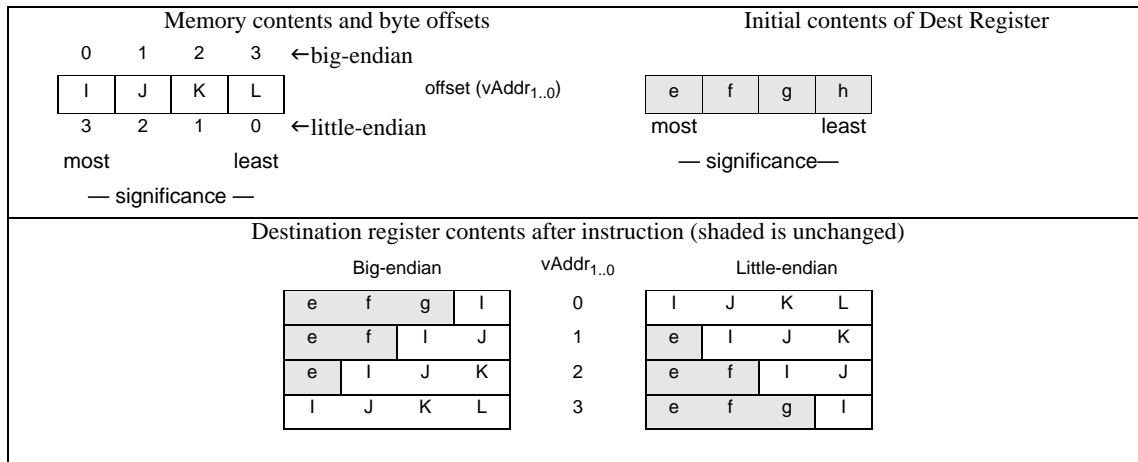 Memory contents and byte offsets Initial contents of Dest Register
0 1 2 3 ←big-endian
I J K L offset (vAddr1..0) e f g h
3 2 1 0 ←little-endian most least
most least — significance—
— significance —
Destination register contents after instruction (shaded is unchanged)
Big-endian vAddr1..0 Little-endian
e f g I 0 I J K L
e f I J 1 e I J K
e I J K 2 e f I J
I J K L 3 e f g I